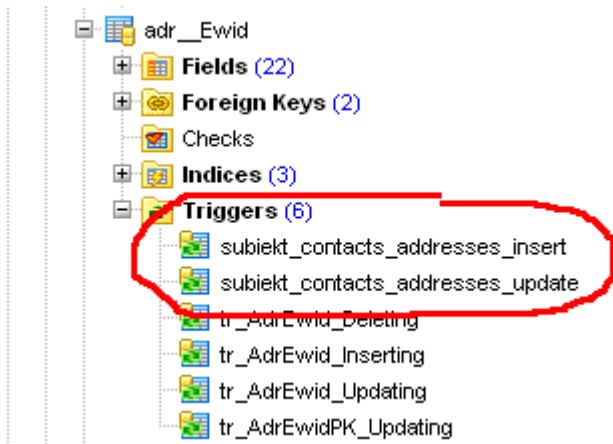 adr__Ewid
Fields (22)
Foreign Keys (2)
Checks
Indices (3)
Triggers (6)
subiekt_contacts_addresses_insert
subiekt_contacts_addresses_update
tr_AdrEwid_Deleting
tr_AdrEwid_Inserting
tr_AdrEwid_Updating
tr_AdrEwidPK_Updating